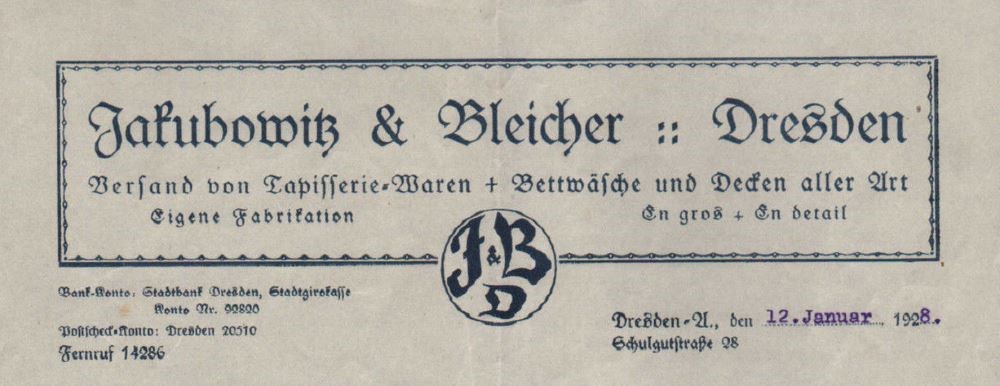 Jakubowitz & Bleicher :: Dresden
Versand von Tapisserie-Waren + Bettwäsche und Decken aller Art
Eigene Fabrikation
En gros + En detail
J & B
D
Bank-Konto: Stadtbank Dresden, Stadtgirokasse
Konto Nr. 90890
Postscheck-Konto: Dresden 20510
Fernruf 14286
Dresden-A., den 12. Januar 1928.
Schulgutstraße 28